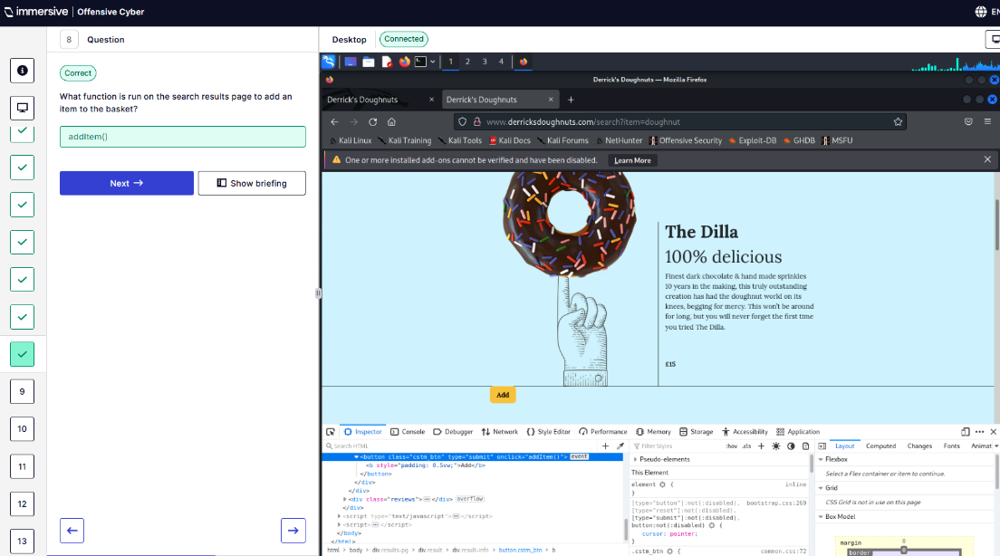 immersive | Offensive Cyber
EN
8 Question
Desktop Connected
Correct
What function is run on the search results page to add an
item to the basket?
addItem()
Next →
Show briefing
9
10
11
12
13
1 2 3 4
Derrick's Doughnuts — Mozilla Firefox
Derrick's Doughnuts × Derrick's Doughnuts × +
www.derricksdoughnuts.com/search?item=doughnut
Kali Linux Kali Training Kali Tools Kali Docs Kali Forums NetHunter Offensive Security Exploit-DB GHDB MSFU
One or more installed add-ons cannot be verified and have been disabled. Learn More
The Dilla
100% delicious
Finest dark chocolate & hand made sprinkles
10 years in the making, this truly outstanding
creation has had the doughnut world on its
knees, begging for mercy. This won't be around
for long, but you will never forget the first time
you tried The Dilla.
£15
Add
Inspector Console Debugger Network Style Editor Performance Memory Storage Accessibility Application
Search HTML
<button class="cstm_btn" type="submit" onclick="addItem()"> event
<b style="padding: 0.5vw;">Add</b>
</button>
</div>
</div>
<div class="reviews"> </div> overflow
</div>
<script type="text/javascript"> </script>
<script> </script>
</body>
</html>
html > body > div.results-pg > div.result > div.result-info > button.cstm_btn > b
Filter Styles :hov .cls +
Pseudo-elements
This Element
element { inline
}
[type="button"]:not(:disabled), bootstrap.css:269
[type="reset"]:not(:disabled),
[type="submit"]:not(:disabled),
button:not(:disabled) {
cursor: pointer;
}
.cstm_btn { common.css:72
Layout Computed Changes Fonts Animat
Flexbox
Select a Flex container or item to continue.
Grid
CSS Grid is not in use on this page
Box Model
margin
border